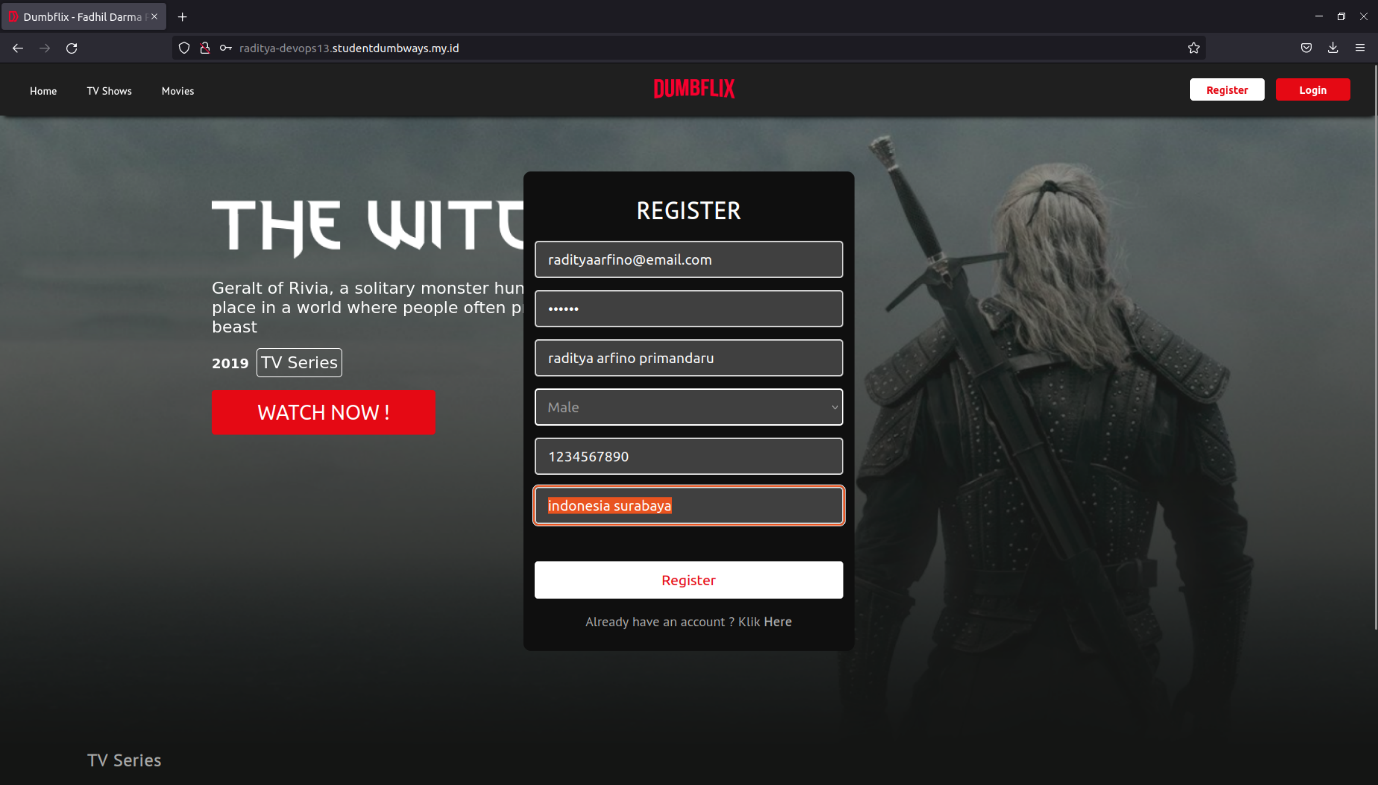 Dumbflix - Fadhil Darma
raditya-devops13.studentdumbways.my.id
Home TV Shows Movies DUMBFLIX Register Login
THE WITC
Geralt of Rivia, a solitary monster hun
place in a world where people often p
beast
2019 TV Series
WATCH NOW !
REGISTER
radityaarfino@email.com
••••••
raditya arfino primandaru
Male
1234567890
indonesia surabaya
Register
Already have an account ? Klik Here
TV Series